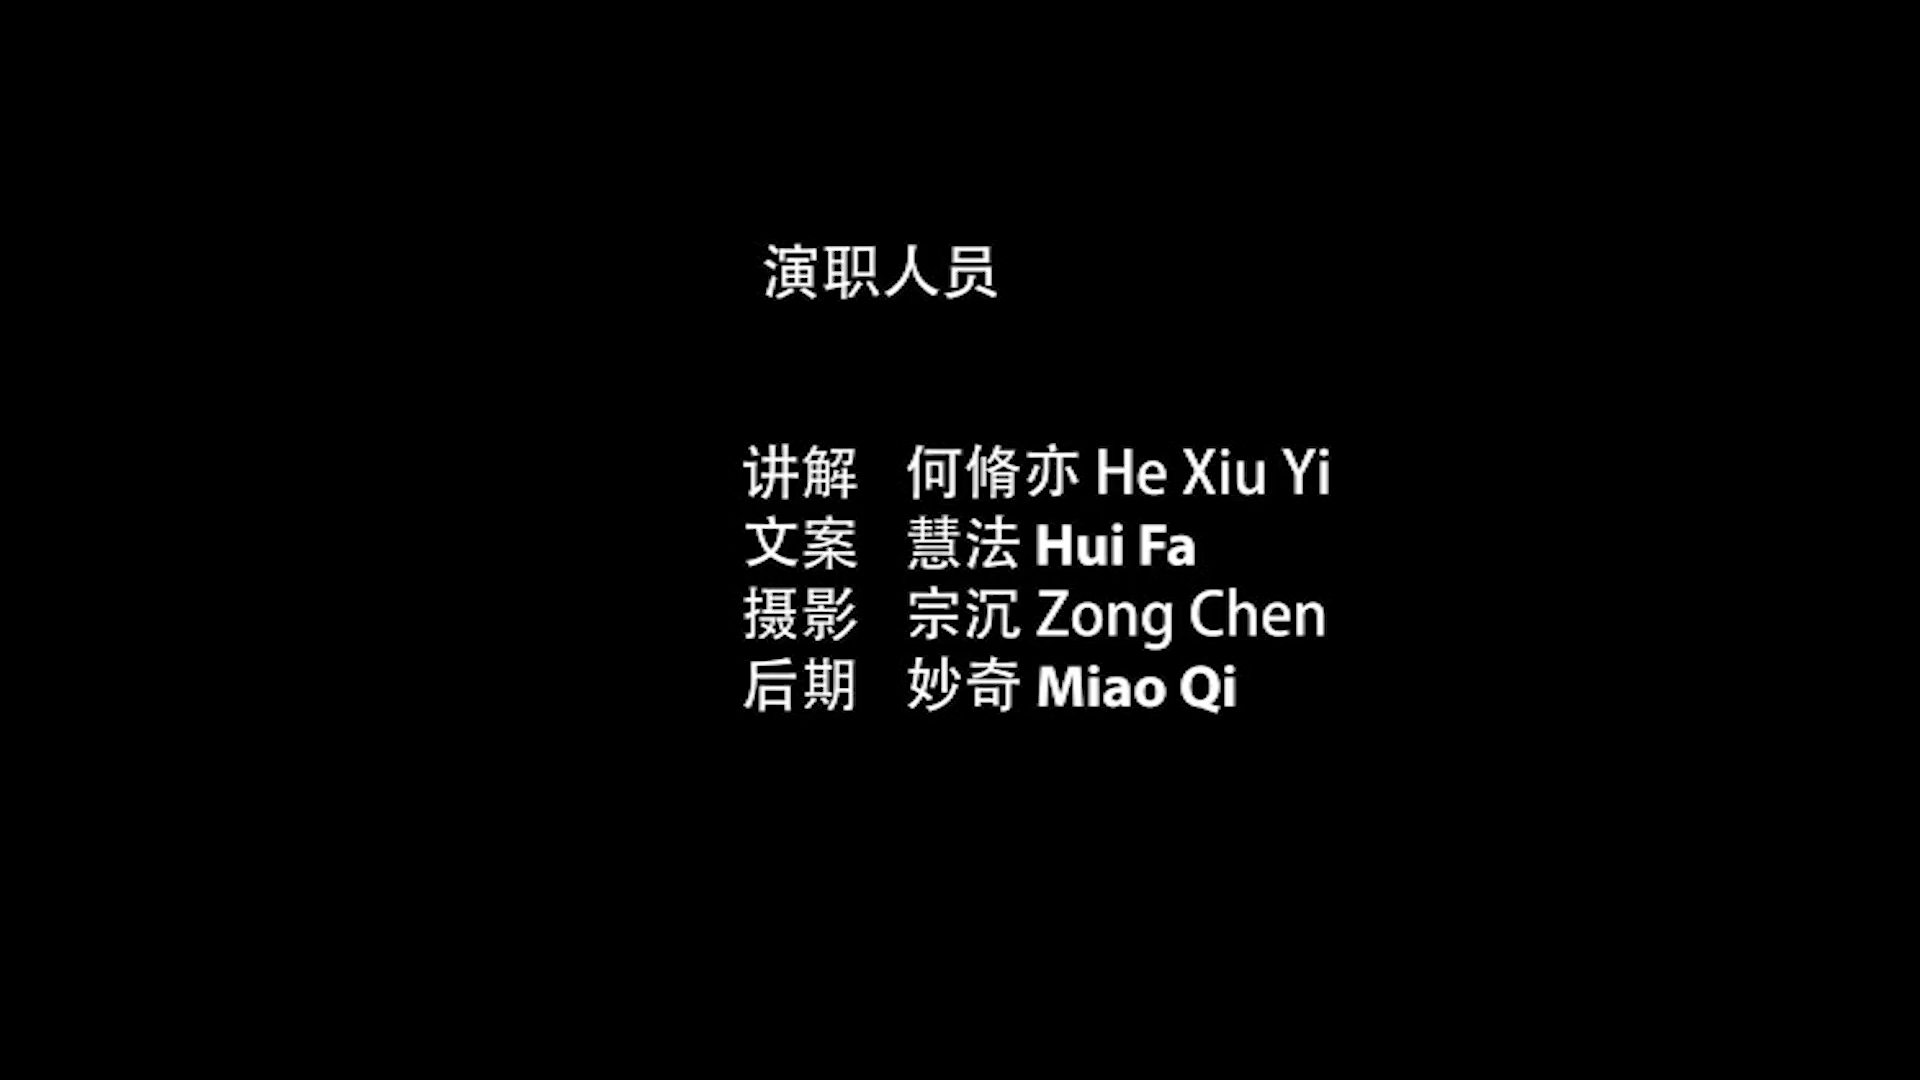 演职人员
讲解 何脩亦 He Xiu Yi
文案 慧法 Hui Fa
摄影 宗沉 Zong Chen
后期 妙奇 Miao Qi